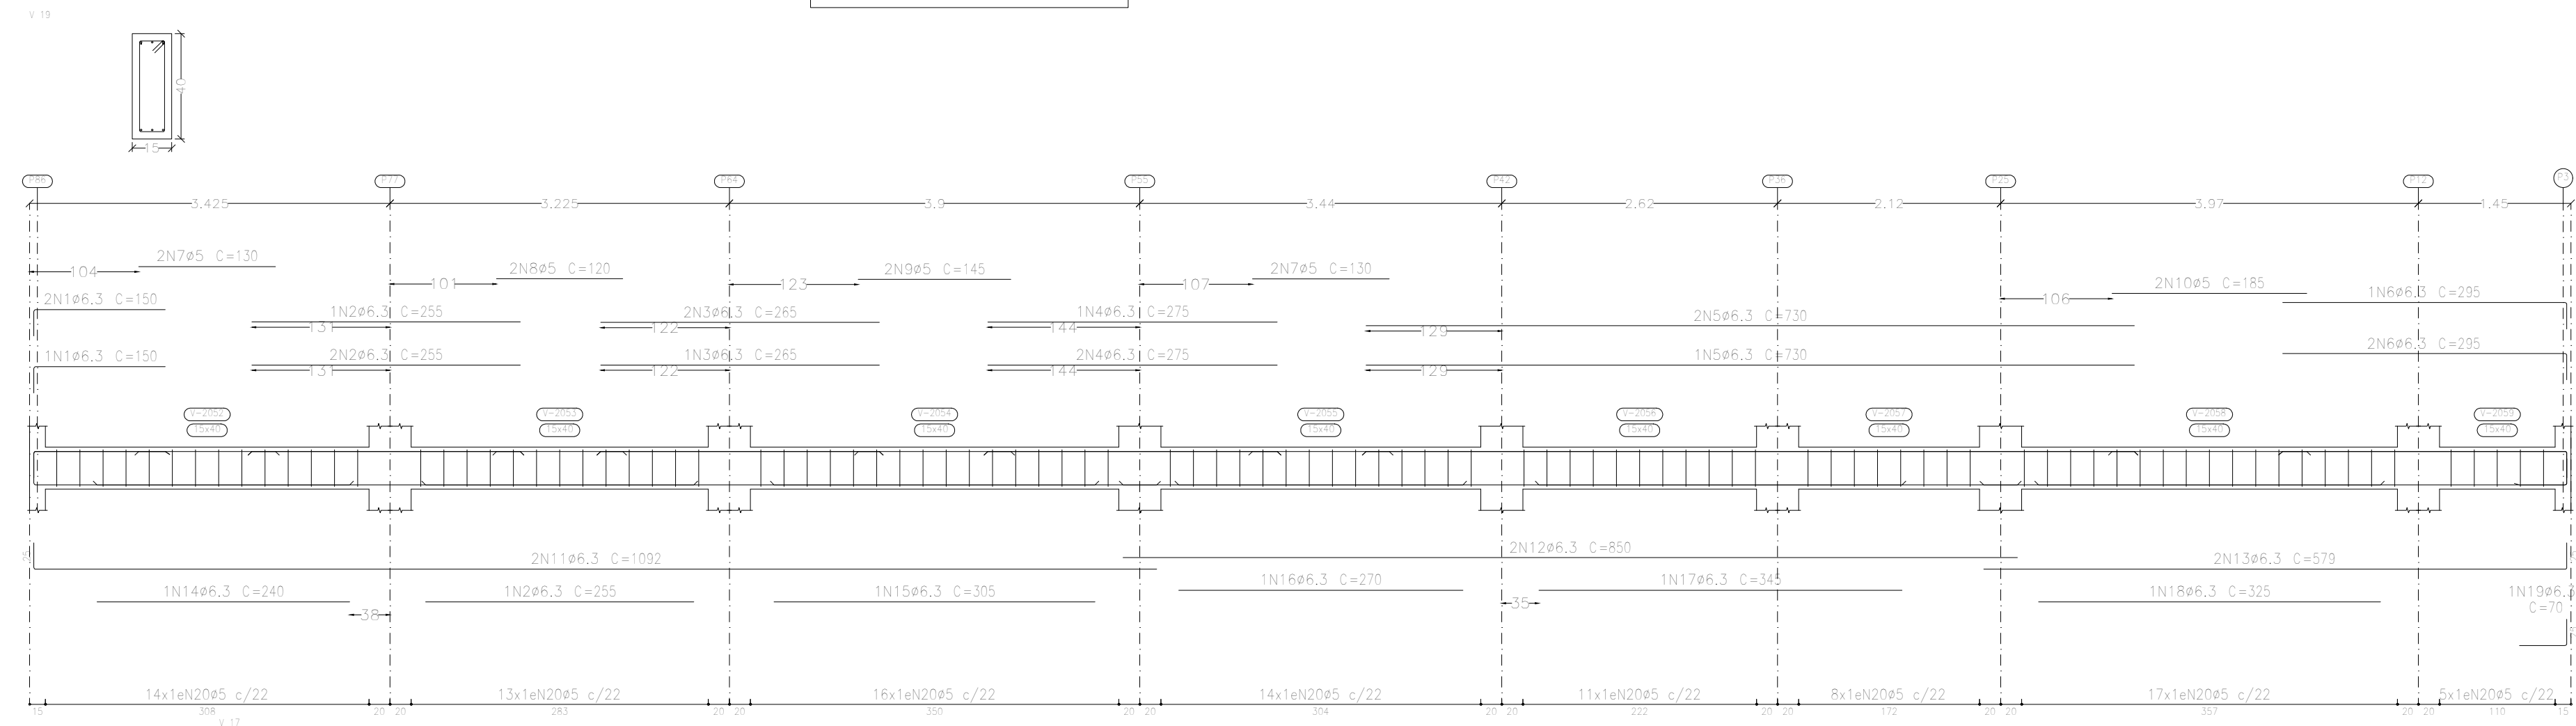 V 19
40
15
P86 P77 P64 P55 P42 P36 P25 P12 P3
3.425 3.225 3.9 3.44 2.62 2.12 3.97 1.45
2N7ø5 C=130
104
2N8ø5 C=120
101
2N9ø5 C=145
123
2N7ø5 C=130
107
2N10ø5 C=185
106
2N1ø6.3 C=150
1N2ø6.3 C=255
131
2N3ø6.3 C=265
122
1N4ø6.3 C=275
144
2N5ø6.3 C=730
129
1N6ø6.3 C=295
1N1ø6.3 C=150
2N2ø6.3 C=255
131
1N3ø6.3 C=265
122
2N4ø6.3 C=275
144
1N5ø6.3 C=730
129
2N6ø6.3 C=295
V-2052 V-2053 V-2054 V-2055 V-2056 V-2057 V-2058 V-2059
15x40 15x40 15x40 15x40 15x40 15x40 15x40 15x40
25
2N11ø6.3 C=1092
2N12ø6.3 C=850
2N13ø6.3 C=579
1N14ø6.3 C=240
38
1N2ø6.3 C=255
1N15ø6.3 C=305
1N16ø6.3 C=270
35
1N17ø6.3 C=345
1N18ø6.3 C=325
1N19ø6.3
C=70
14x1eN20ø5 c/22 13x1eN20ø5 c/22 16x1eN20ø5 c/22 14x1eN20ø5 c/22 11x1eN20ø5 c/22 8x1eN20ø5 c/22 17x1eN20ø5 c/22 5x1eN20ø5 c/22
15 308 20 20 283 20 20 350 20 20 304 20 20 222 20 20 172 20 20 357 20 20 110 15
V 17